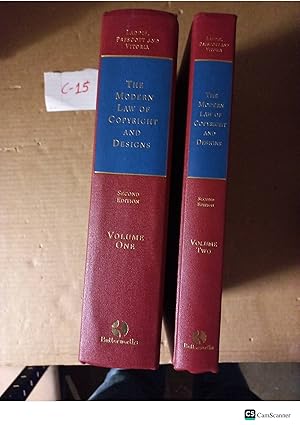 C-15
LADDIE,
PRESCOTT AND
VITORIA
THE
MODERN
LAW OF
COPYRIGHT
AND
DESIGNS
SECOND
EDITION
VOLUME
ONE
Butterworths
LADDIE,
PRESCOTT AND
VITORIA
THE
MODERN
LAW OF
COPYRIGHT
AND
DESIGNS
SECOND
EDITION
VOLUME
TWO
Butterworths
CS CamScanner